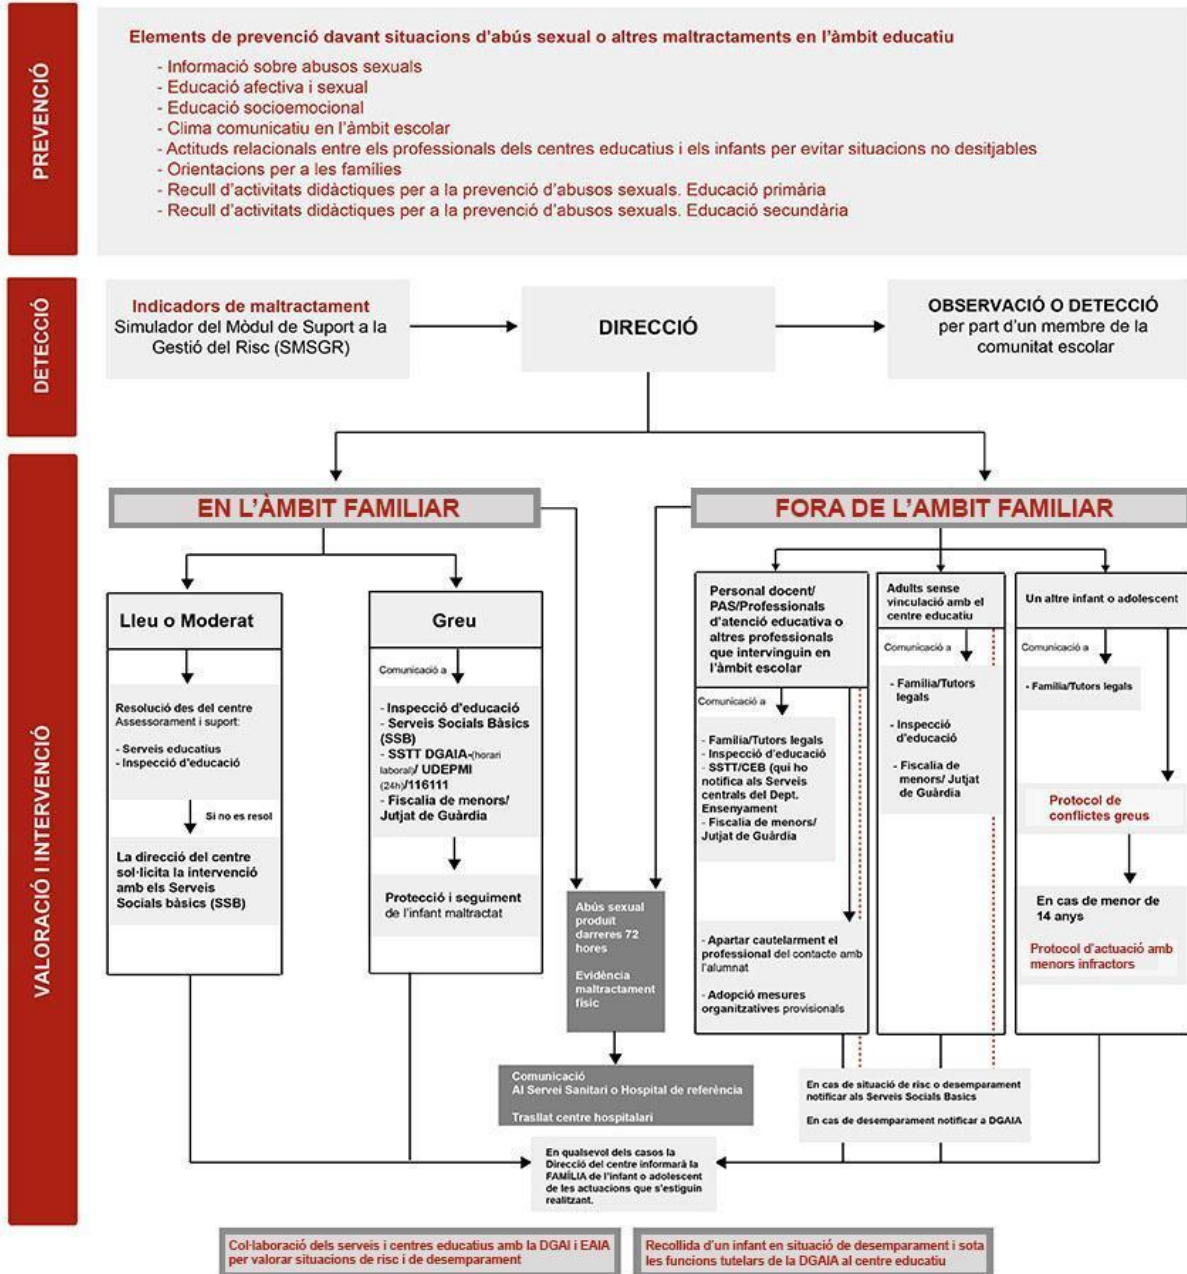 PREVENCIÓ
Elements de prevenció davant situacions d'abús sexual o altres maltractaments en l'àmbit educatiu
- Informació sobre abusos sexuals
- Educació afectiva i sexual
- Educació socioemocional
- Clima comunicatiu en l'àmbit escolar
- Actituds relacionals entre els professionals dels centres educatius i els infants per evitar situacions no desitjables
- Orientacions per a les famílies
- Recull d'activitats didàctiques per a la prevenció d'abusos sexuals. Educació primària
- Recull d'activitats didàctiques per a la prevenció d'abusos sexuals. Educació secundària
DETECCIÓ
Indicadors de maltractament
Simulador del Mòdul de Suport a la
Gestió del Risc (SMSGR)
DIRECCIÓ
OBSERVACIÓ O DETECCIÓ
per part d'un membre de la
comunitat escolar
VALORACIÓ I INTERVENCIÓ
EN L'ÀMBIT FAMILIAR
Lleu o Moderat
Resolució des del centre
Assessorament i suport:
- Serveis educatius
- Inspecció d'educació
Si no es resol
La direcció del centre
sol·licita la intervenció
amb els Serveis
Socials bàsics (SSB)
Greu
Comunicació a
- Inspecció d'educació
- Serveis Socials Bàsics
(SSB)
- SSTT DGAIA-(horari
laboral)/ UDEPMI
(24h)/116111
- Fiscalia de menors/
Jutjat de Guàrdia
Protecció i seguiment
de l'infant maltractat
Abús sexual
produït
darreres 72
hores
Evidència
maltractament
físic
Comunicació
Al Servei Sanitari o Hospital de referència
Trasllat centre hospitalari
FORA DE L'AMBIT FAMILIAR
Personal docent/
PAS/Professionals
d'atenció educativa o
altres professionals
que intervinguin en
l'àmbit escolar
Comunicació a
- Família/Tutors legals
- Inspecció d'educació
- SSTT/CEB (qui ho
notifica als Serveis
centrals del Dept.
Ensenyament
- Fiscalia de menors/
Jutjat de Guàrdia
- Apartar cautelarment el
professional del contacte amb
l'alumnat
- Adopció mesures
organitzatives provisionals
Adults sense
vinculació amb el
centre educatiu
Comunicació a
- Família/Tutors
legals
- Inspecció
d'educació
- Fiscalia de
menors/ Jutjat
de Guàrdia
Un altre infant o adolescent
Comunicació a
- Família/Tutors legals
Protocol de
conflictes greus
En cas de menor de
14 anys
Protocol d'actuació amb
menors infractors
En cas de situació de risc o desemparament
notificar als Serveis Socials Basics
En cas de desemparament notificar a DGAIA
En qualsevol dels casos la
Direcció del centre informarà la
FAMÍLIA de l'infant o adolescent
de les actuacions que s'estiguin
realitzant.
Col·laboració dels serveis i centres educatius amb la DGAI i EAIA
per valorar situacions de risc i de desemparament
Recollida d'un infant en situació de desemparament i sota
les funcions tutelars de la DGAIA al centre educatiu